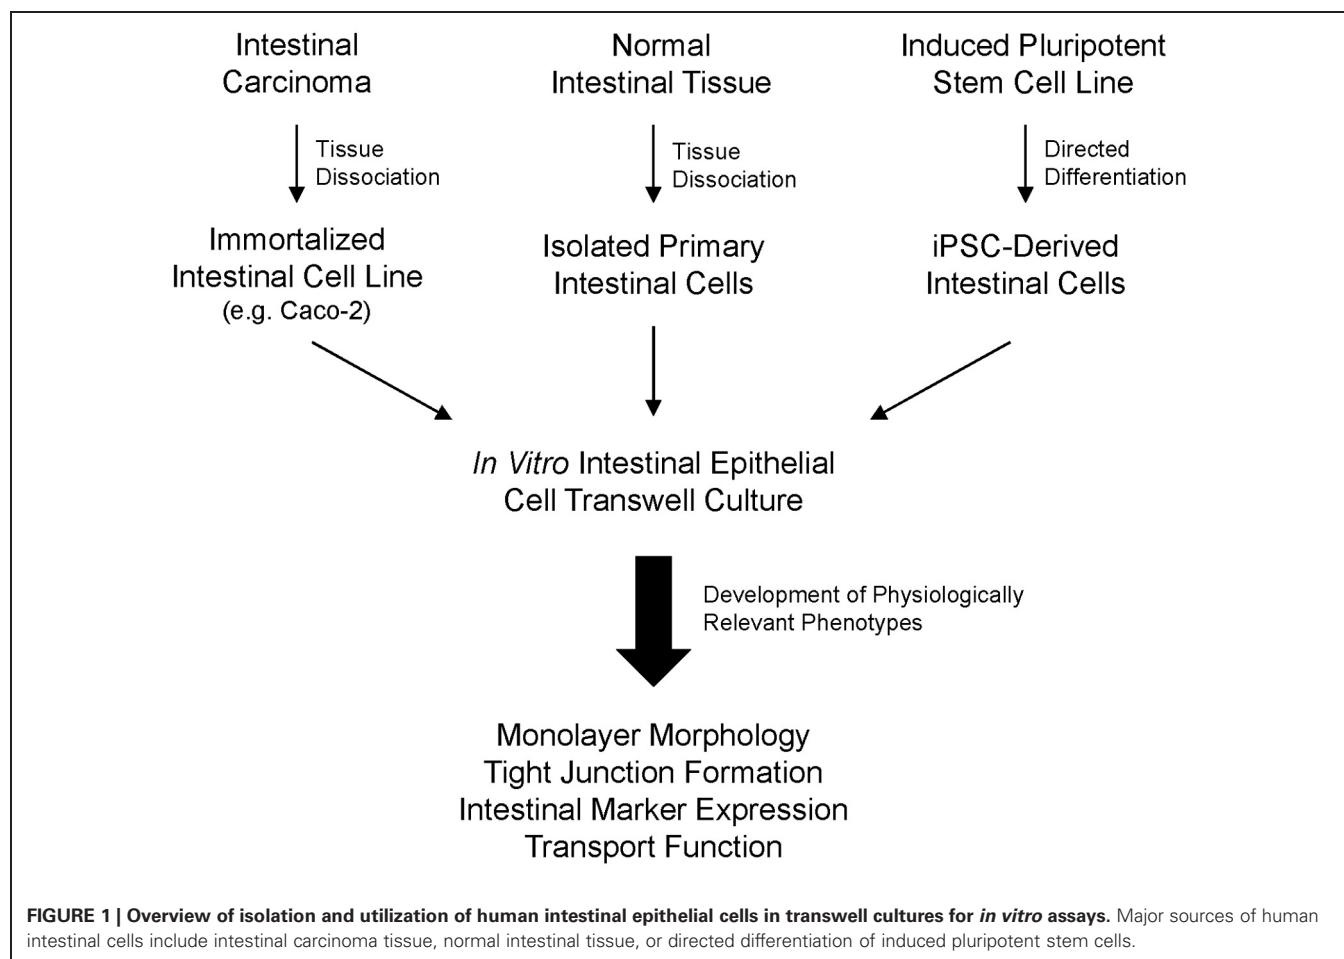 Intestinal
Carcinoma
Normal
Intestinal Tissue
Induced Pluripotent
Stem Cell Line
Tissue
Dissociation
Tissue
Dissociation
Directed
Differentiation
Immortalized
Intestinal Cell Line
(e.g. Caco-2)
Isolated Primary
Intestinal Cells
iPSC-Derived
Intestinal Cells
In Vitro Intestinal Epithelial
Cell Transwell Culture
Development of Physiologically
Relevant Phenotypes
Monolayer Morphology
Tight Junction Formation
Intestinal Marker Expression
Transport Function
FIGURE 1 | Overview of isolation and utilization of human intestinal epithelial cells in transwell cultures for in vitro assays. Major sources of human
intestinal cells include intestinal carcinoma tissue, normal intestinal tissue, or directed differentiation of induced pluripotent stem cells.